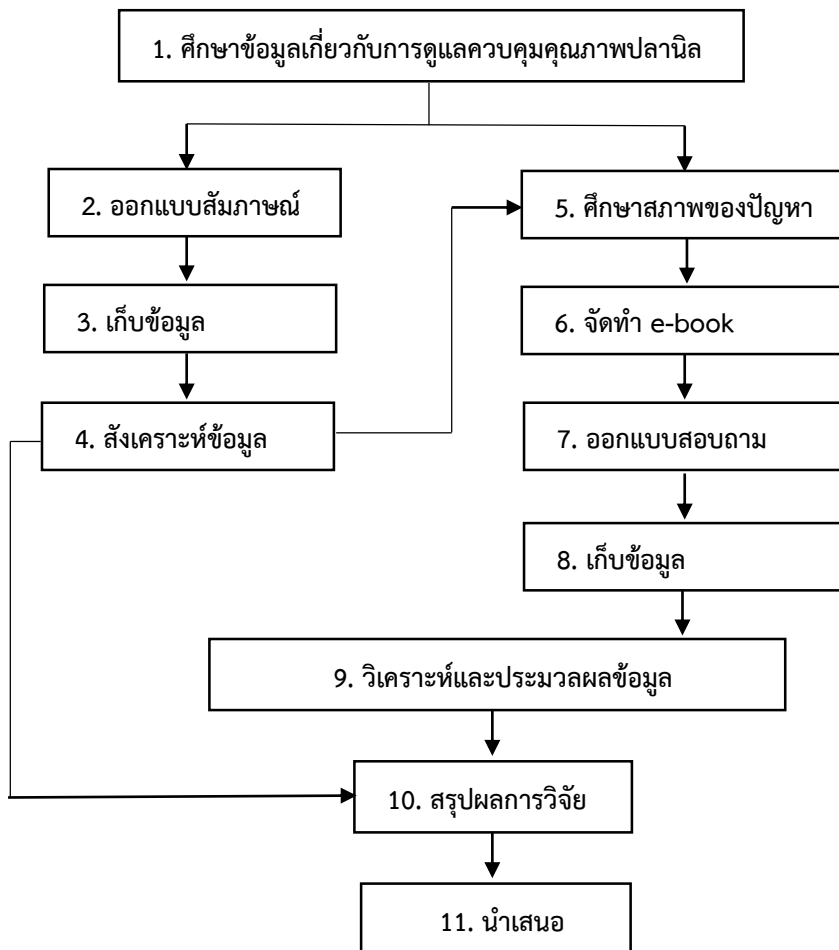 1. ศึกษาข้อมูลเกี่ยวกับการดูแลควบคุมคุณภาพปลานิล
2. ออกแบบสัมภาษณ์
3. เก็บข้อมูล
4. สังเคราะห์ข้อมูล
5. ศึกษาสภาพของปัญหา
6. จัดทำ e-book
7. ออกแบบสอบถาม
8. เก็บข้อมูล
9. วิเคราะห์และประมวลผลข้อมูล
10. สรุปผลการวิจัย
11. นำเสนอ